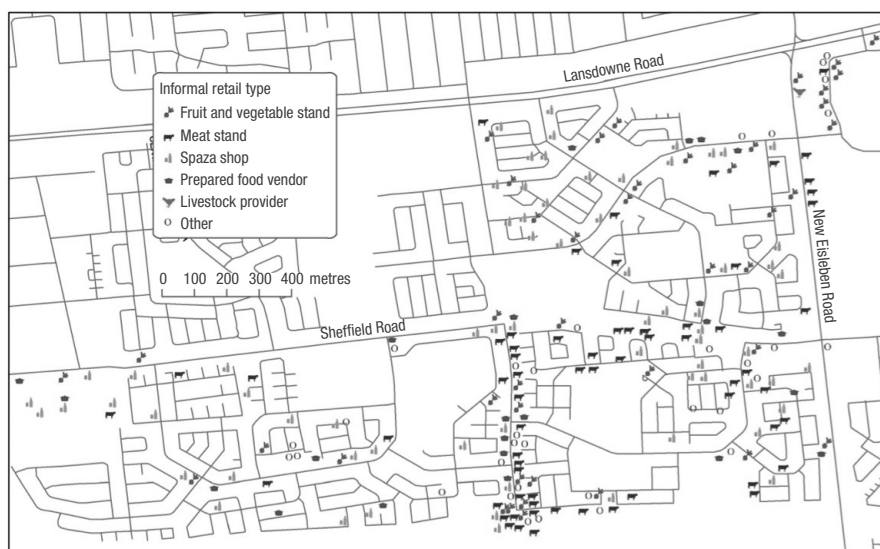 Lansdowne Road
Informal retail type
Fruit and vegetable stand
Meat stand
Spaza shop
Prepared food vendor
Livestock provider
Other
0 100 200 300 400 metres
New Eisleben Road
Sheffield Road